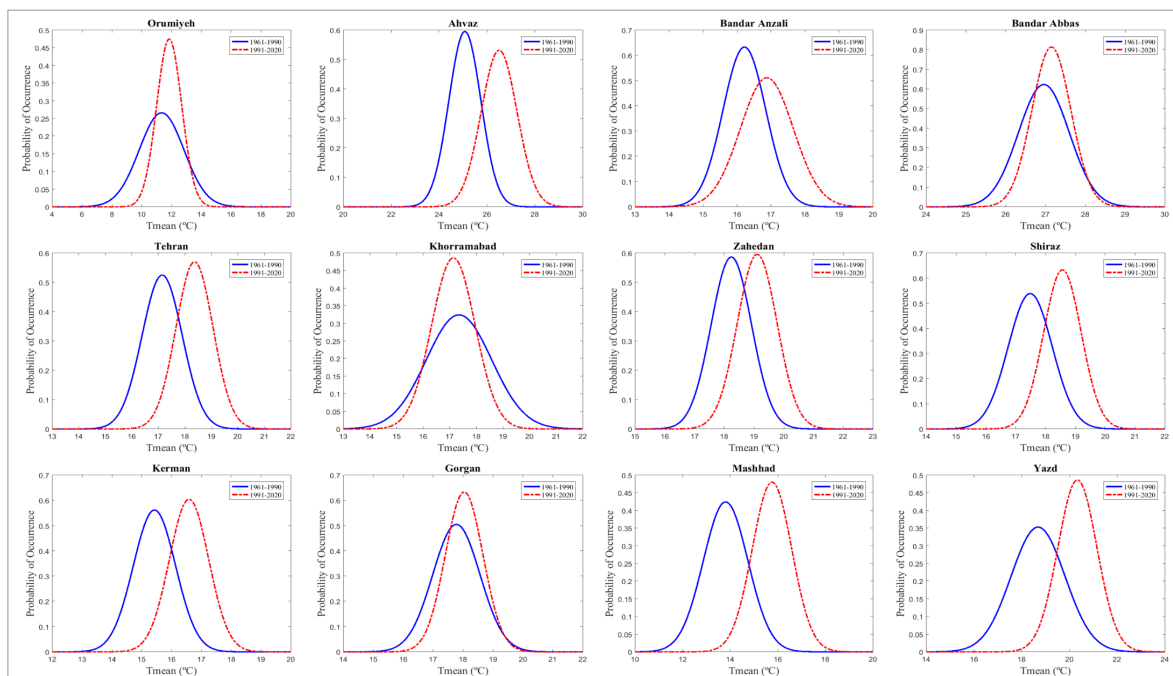 Orumiyeh
Probability of Occurrence
0.5
0.45
0.4
0.35
0.3
0.25
0.2
0.15
0.1
0.05
0
1961-1990
1991-2020
4 6 8 10 12 14 16 18 20
Tmean (ºC)
Ahvaz
Probability of Occurrence
0.6
0.5
0.4
0.3
0.2
0.1
0
1961-1990
1991-2020
20 22 24 26 28 30
Tmean (ºC)
Bandar Anzali
Probability of Occurrence
0.7
0.6
0.5
0.4
0.3
0.2
0.1
0
1961-1990
1991-2020
13 14 15 16 17 18 19 20
Tmean (ºC)
Bandar Abbas
Probability of Occurrence
0.9
0.8
0.7
0.6
0.5
0.4
0.3
0.2
0.1
0
1961-1990
1991-2020
24 25 26 27 28 29 30
Tmean (ºC)
Tehran
Probability of Occurrence
0.6
0.5
0.4
0.3
0.2
0.1
0
1961-1990
1991-2020
13 14 15 16 17 18 19 20 21 22
Tmean (ºC)
Khorramabad
Probability of Occurrence
0.5
0.45
0.4
0.35
0.3
0.25
0.2
0.15
0.1
0.05
0
1961-1990
1991-2020
13 14 15 16 17 18 19 20 21 22
Tmean (ºC)
Zahedan
Probability of Occurrence
0.6
0.5
0.4
0.3
0.2
0.1
0
1961-1990
1991-2020
15 16 17 18 19 20 21 22 23
Tmean (ºC)
Shiraz
Probability of Occurrence
0.7
0.6
0.5
0.4
0.3
0.2
0.1
0
1961-1990
1991-2020
14 15 16 17 18 19 20 21 22
Tmean (ºC)
Kerman
Probability of Occurrence
0.7
0.6
0.5
0.4
0.3
0.2
0.1
0
1961-1990
1991-2020
12 13 14 15 16 17 18 19 20
Tmean (ºC)
Gorgan
Probability of Occurrence
0.7
0.6
0.5
0.4
0.3
0.2
0.1
0
1961-1990
1991-2020
14 15 16 17 18 19 20 21 22
Tmean (ºC)
Mashhad
Probability of Occurrence
0.5
0.45
0.4
0.35
0.3
0.25
0.2
0.15
0.1
0.05
0
1961-1990
1991-2020
10 12 14 16 18 20
Tmean (ºC)
Yazd
Probability of Occurrence
0.5
0.45
0.4
0.35
0.3
0.25
0.2
0.15
0.1
0.05
0
1961-1990
1991-2020
14 16 18 20 22 24
Tmean (ºC)